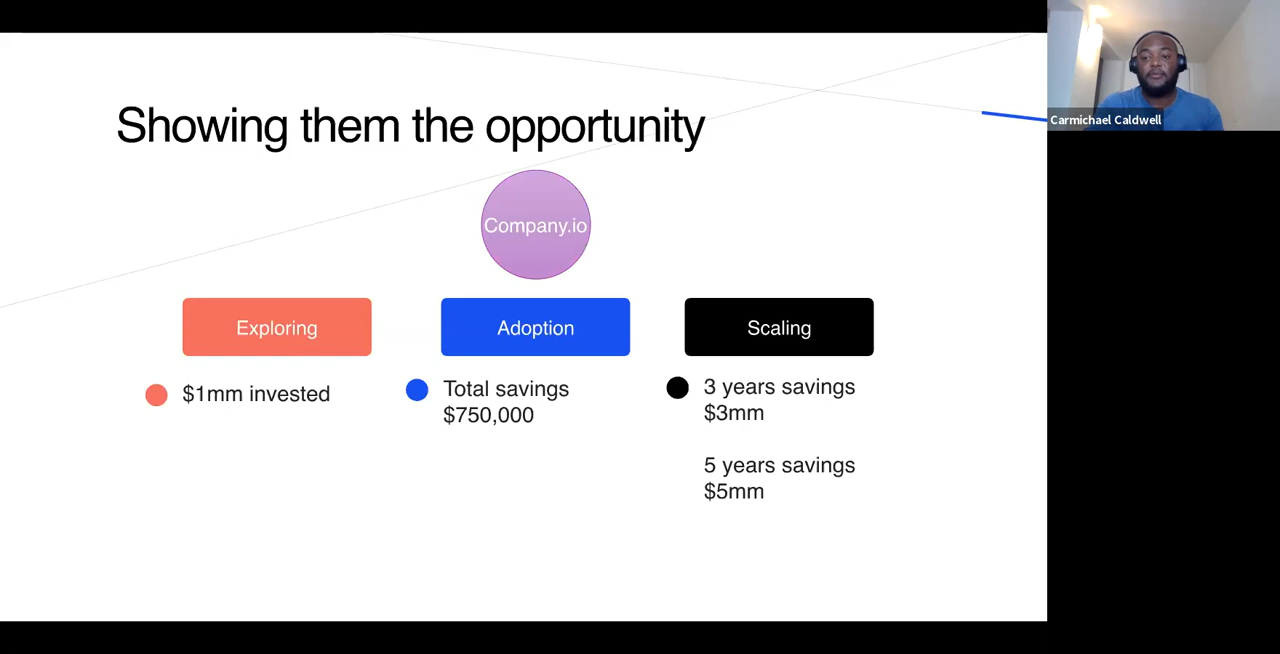 Showing them the opportunity
Carmichael Caldwell
Company.io
Exploring
Adoption
Scaling
$1mm invested
Total savings
$750,000
3 years savings
$3mm
5 years savings
$5mm